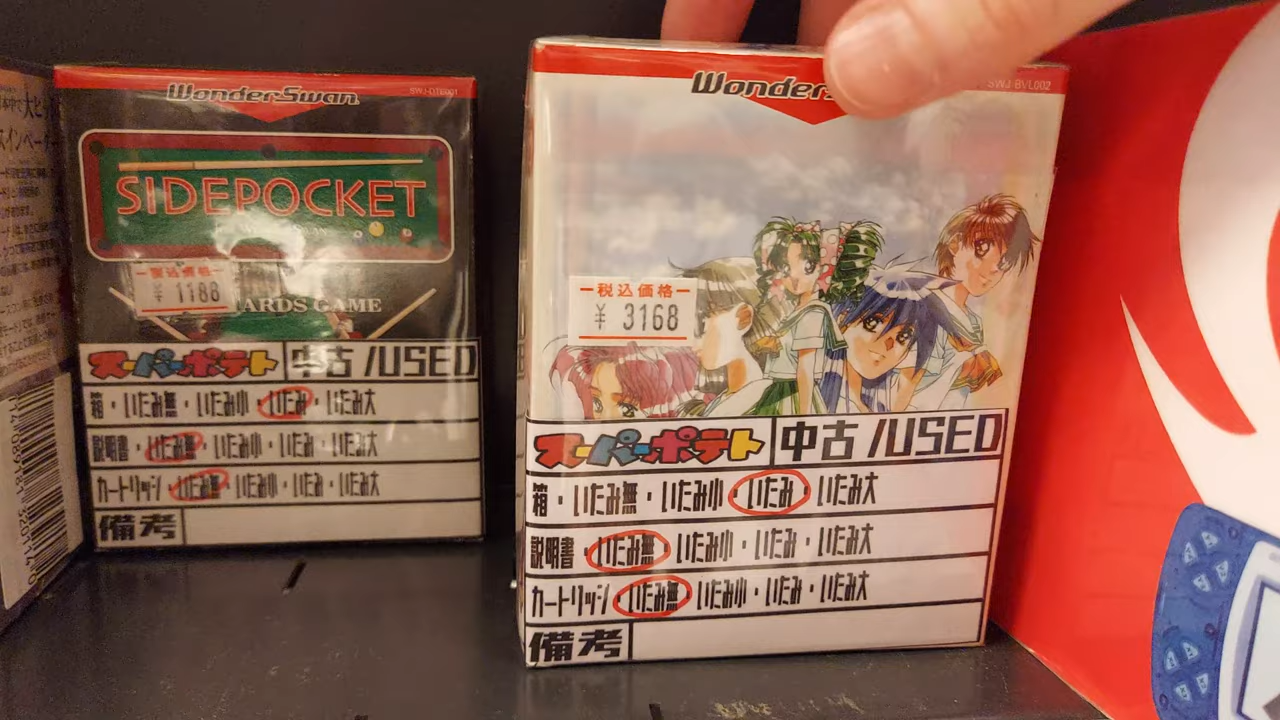 WonderSwan
SWJ-DTE001
SIDEPOCKET
税込価格
¥ 1188
ARDS GAME
スーパーポテト 中古/USED
箱・いたみ無・いたみ小・いたみ・いたみ大
説明書・いたみ無・いたみ小・いたみ・いたみ大
カートリッジ・いたみ無・いたみ小・いたみ・いたみ大
備考
Wonder
SWJ-BVL002
税込価格
¥ 3168
スーパーポテト 中古/USED
箱・いたみ無・いたみ小・いたみ・いたみ大
説明書・いたみ無・いたみ小・いたみ・いたみ大
カートリッジ・いたみ無・いたみ小・いたみ・いたみ大
備考